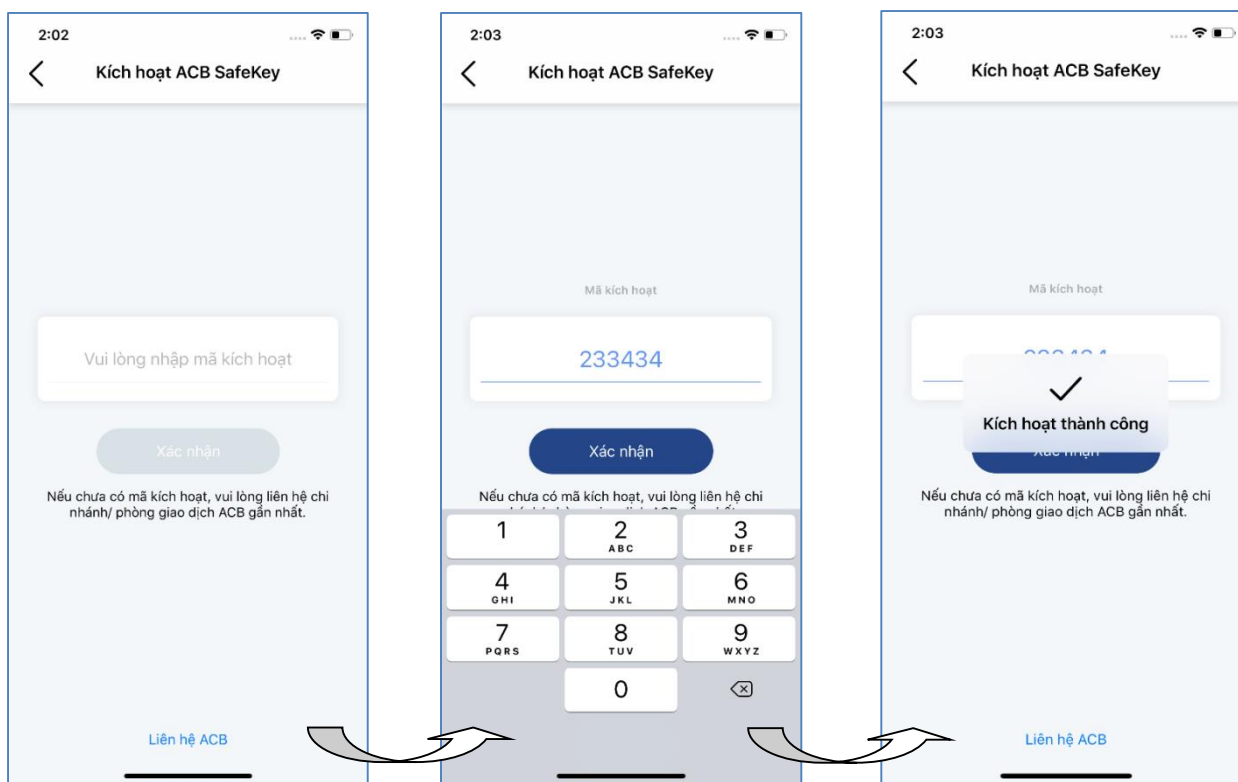 2:02
Kích hoạt ACB SafeKey
Vui lòng nhập mã kích hoạt
Xác nhận
Nếu chưa có mã kích hoạt, vui lòng liên hệ chi
nhánh/ phòng giao dịch ACB gần nhất.
Liên hệ ACB
2:03
Kích hoạt ACB SafeKey
Mã kích hoạt
233434
Xác nhận
Nếu chưa có mã kích hoạt, vui lòng liên hệ chi
1
2
ABC
3
DEF
4
GHI
5
JKL
6
MNO
7
PQRS
8
TUV
9
WXYZ
0
2:03
Kích hoạt ACB SafeKey
Mã kích hoạt
Kích hoạt thành công
Xác nhận
Nếu chưa có mã kích hoạt, vui lòng liên hệ chi
nhánh/ phòng giao dịch ACB gần nhất.
Liên hệ ACB